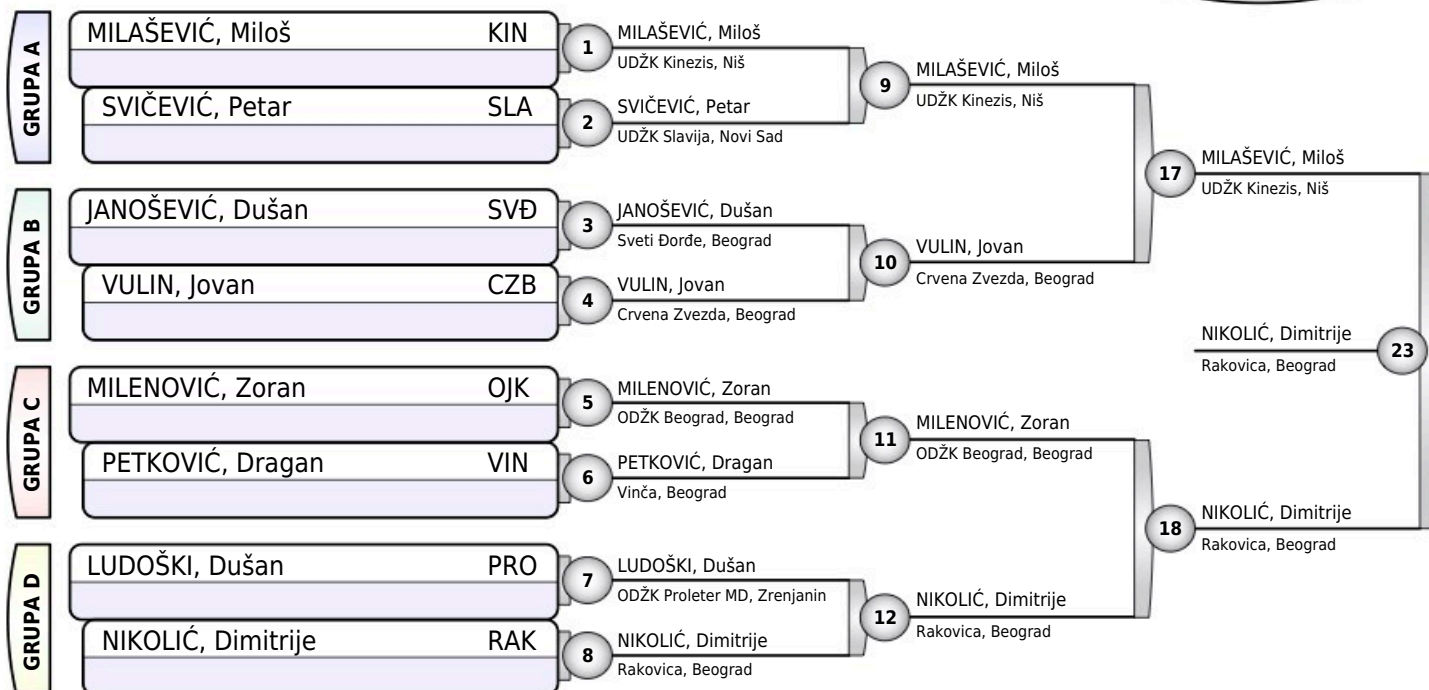 GRUPA A
MILAŠEVIĆ, Miloš KIN
SVIČEVIĆ, Petar SLA
GRUPA B
JANOŠEVIĆ, Dušan SVĐ
VULIN, Jovan CZB
GRUPA C
MILENOVIĆ, Zoran OJK
PETKOVIĆ, Dragan VIN
GRUPA D
LUDOŠKI, Dušan PRO
NIKOLIĆ, Dimitrije RAK
1
MILAŠEVIĆ, Miloš
UDŽK Kinezis, Niš
2
SVIČEVIĆ, Petar
UDŽK Slavija, Novi Sad
3
JANOŠEVIĆ, Dušan
Sveti Đorđe, Beograd
4
VULIN, Jovan
Crvena Zvezda, Beograd
5
MILENOVIĆ, Zoran
ODŽK Beograd, Beograd
6
PETKOVIĆ, Dragan
Vinča, Beograd
7
LUDOŠKI, Dušan
ODŽK Proleter MD, Zrenjanin
8
NIKOLIĆ, Dimitrije
Rakovica, Beograd
9
MILAŠEVIĆ, Miloš
UDŽK Kinezis, Niš
10
VULIN, Jovan
Crvena Zvezda, Beograd
11
MILENOVIĆ, Zoran
ODŽK Beograd, Beograd
12
NIKOLIĆ, Dimitrije
Rakovica, Beograd
17
MILAŠEVIĆ, Miloš
UDŽK Kinezis, Niš
18
NIKOLIĆ, Dimitrije
Rakovica, Beograd
NIKOLIĆ, Dimitrije
Rakovica, Beograd
23